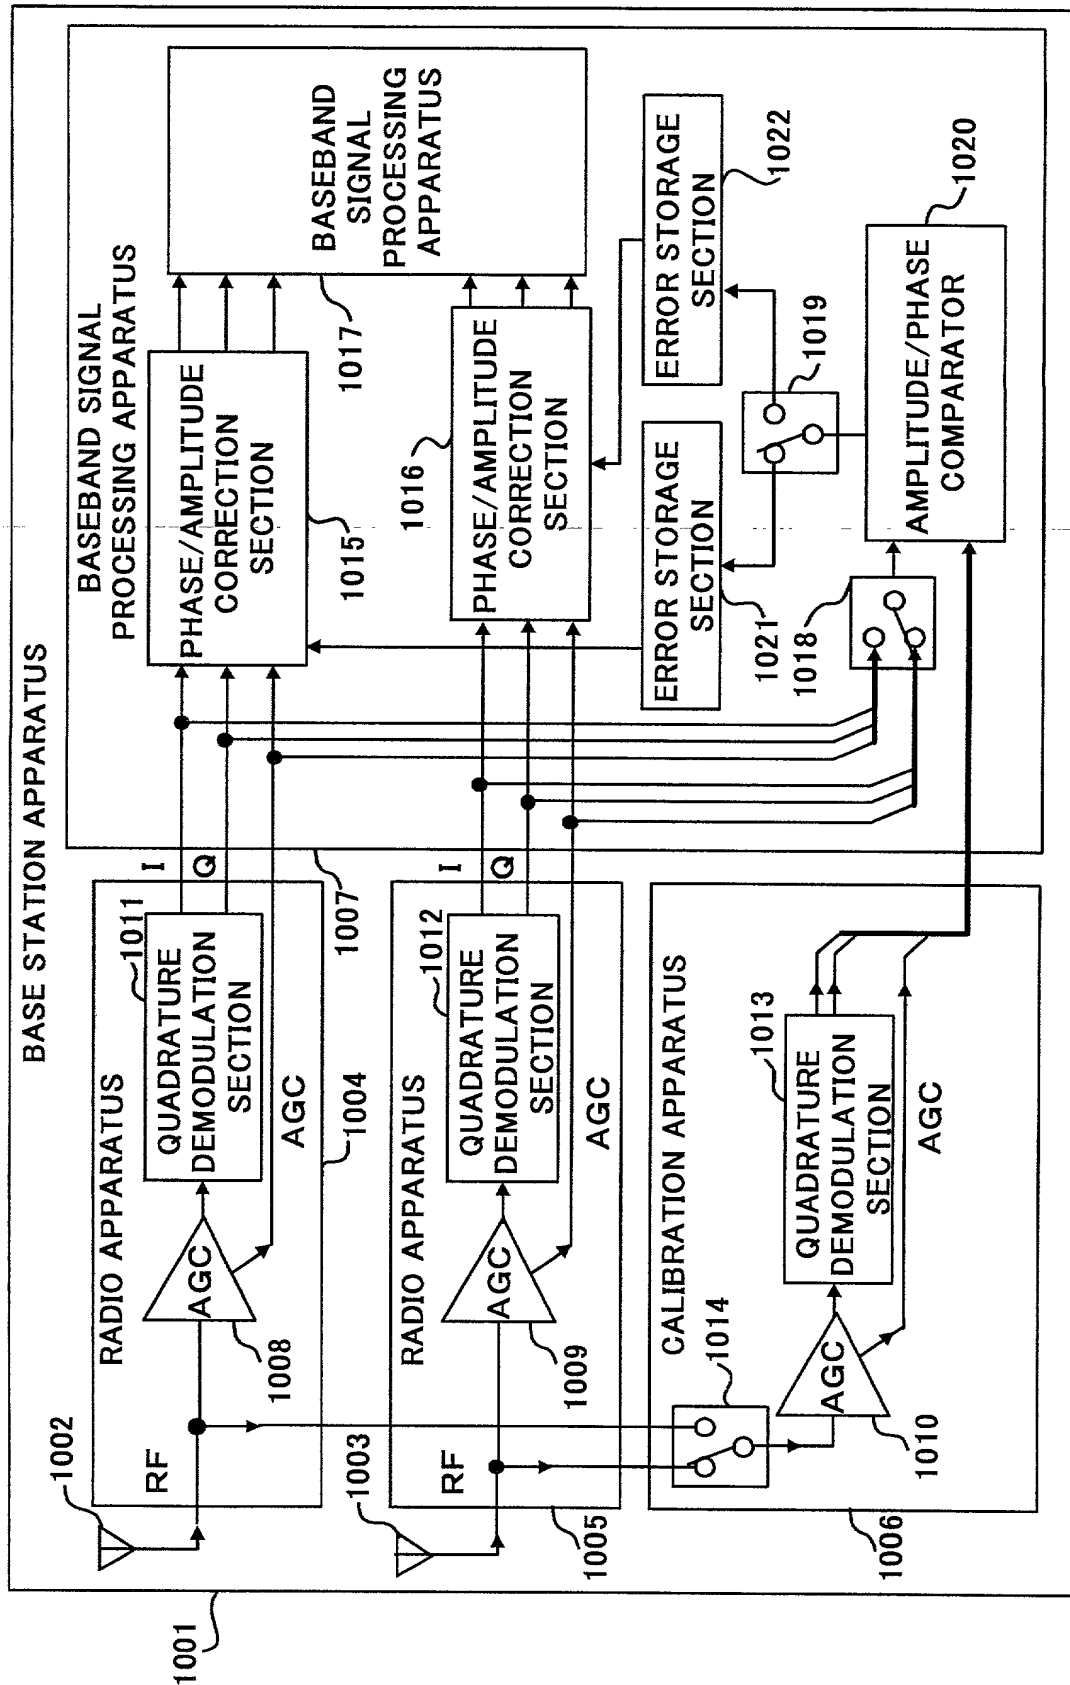 BASE STATION APPARATUS
1001
1002
RF
RADIO APPARATUS
AGC
1008
1011
QUADRATURE
DEMODULATION
SECTION
AGC
1004
I
Q
1007
BASEBAND SIGNAL
PROCESSING APPARATUS
PHASE/AMPLITUDE
CORRECTION
SECTION
1015
BASEBAND
SIGNAL
PROCESSING
APPARATUS
1017
1003
RF
1005
RADIO APPARATUS
AGC
1009
1012
QUADRATURE
DEMODULATION
SECTION
AGC
I
Q
1016
PHASE/AMPLITUDE
CORRECTION
SECTION
ERROR STORAGE
SECTION
1021
ERROR STORAGE
SECTION
1022
1006
CALIBRATION APPARATUS
1014
AGC
1010
1013
QUADRATURE
DEMODULATION
SECTION
AGC
1018
1019
AMPLITUDE/PHASE
COMPARATOR
1020